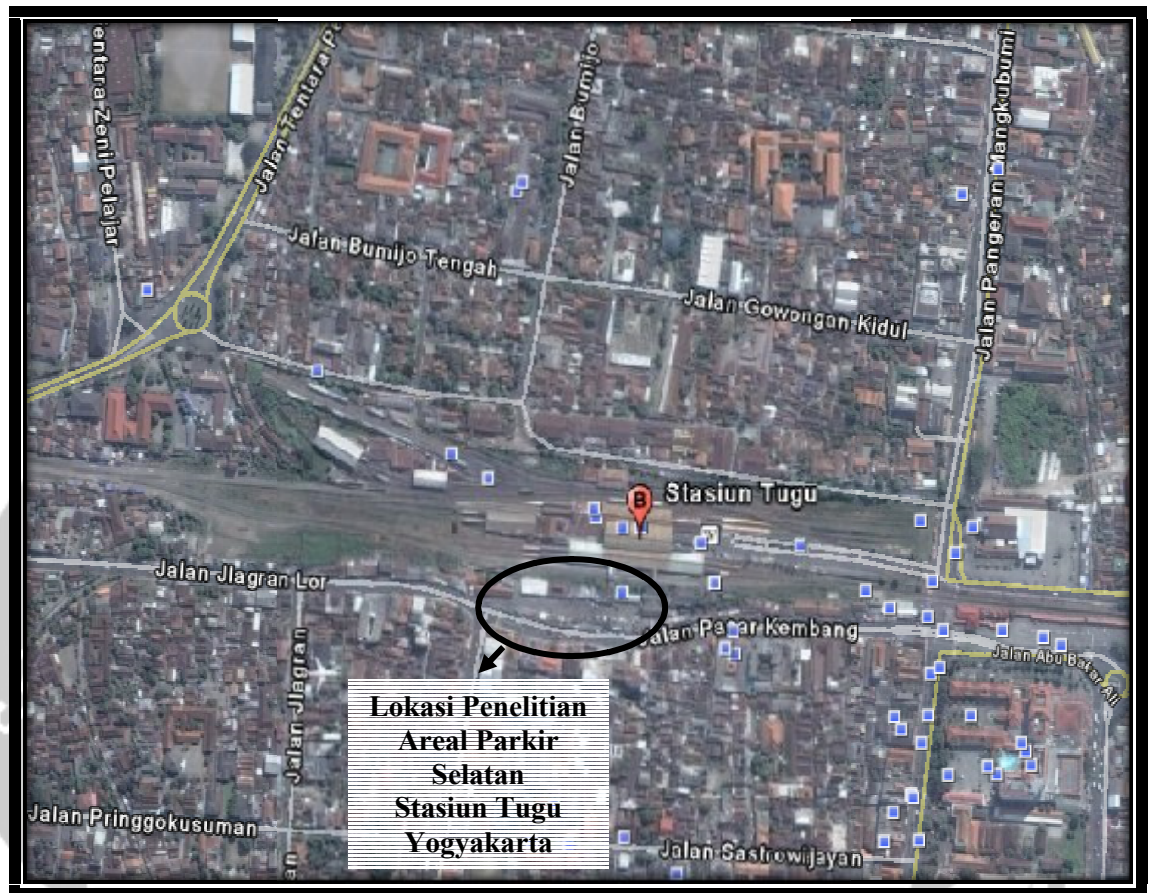 entara Zeni Pelajar
Jalan Tentara P
Jalan Bumijo
Jalan Pangeran Mangkubumi
Jalan Bumijo Tengah
Jalan Gowongan Kidul
B
Stasiun Tugu
Jalan Jlagran Lor
Jalan Pasar Kembang
Jalan Abu Bakar Ali
Jalan Jlagran
Lokasi Penelitian
Areal Parkir
Selatan
Stasiun Tugu
Yogyakarta
Jalan Pringgokusuman
an
Jalan Sastrowijayan